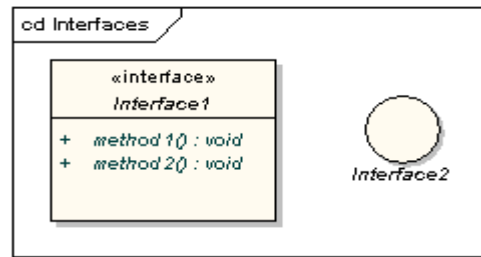 cd Interfaces
«interface»
Interface1
+ method1() : void
+ method2() : void
Interface2